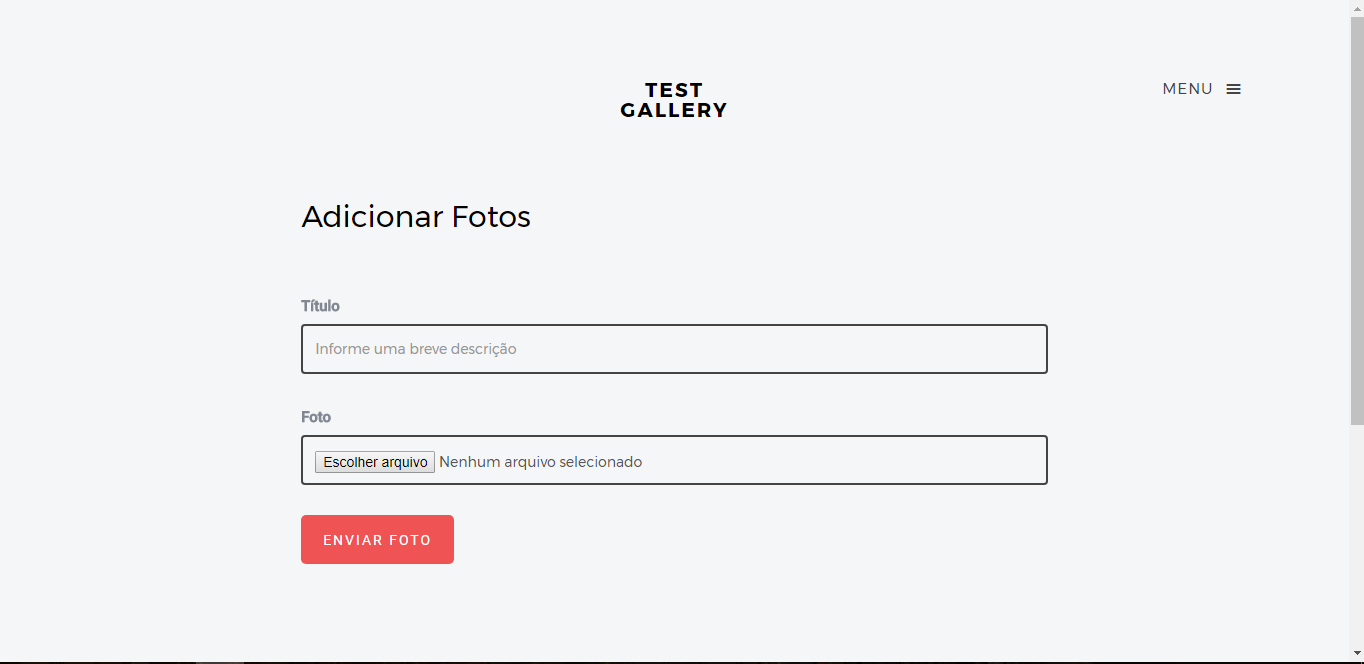 TEST
GALLERY
MENU
Adicionar Fotos
Título
Informe uma breve descrição
Foto
Escolher arquivo Nenhum arquivo selecionado
ENVIAR FOTO